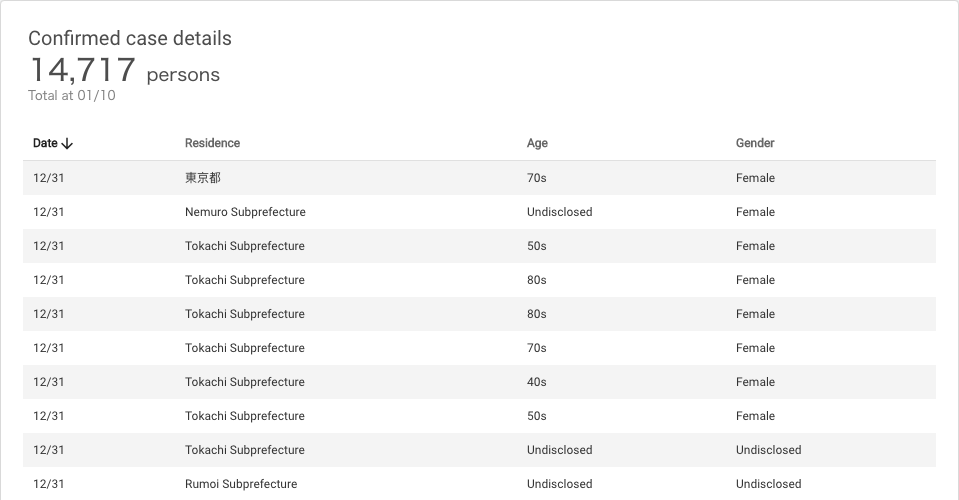 Confirmed case details
14,717 persons
Total at 01/10
Date Residence Age Gender
12/31 東京都 70s Female
12/31 Nemuro Subprefecture Undisclosed Female
12/31 Tokachi Subprefecture 50s Female
12/31 Tokachi Subprefecture 80s Female
12/31 Tokachi Subprefecture 80s Female
12/31 Tokachi Subprefecture 70s Female
12/31 Tokachi Subprefecture 40s Female
12/31 Tokachi Subprefecture 50s Female
12/31 Tokachi Subprefecture Undisclosed Undisclosed
12/31 Rumoi Subprefecture Undisclosed Undisclosed